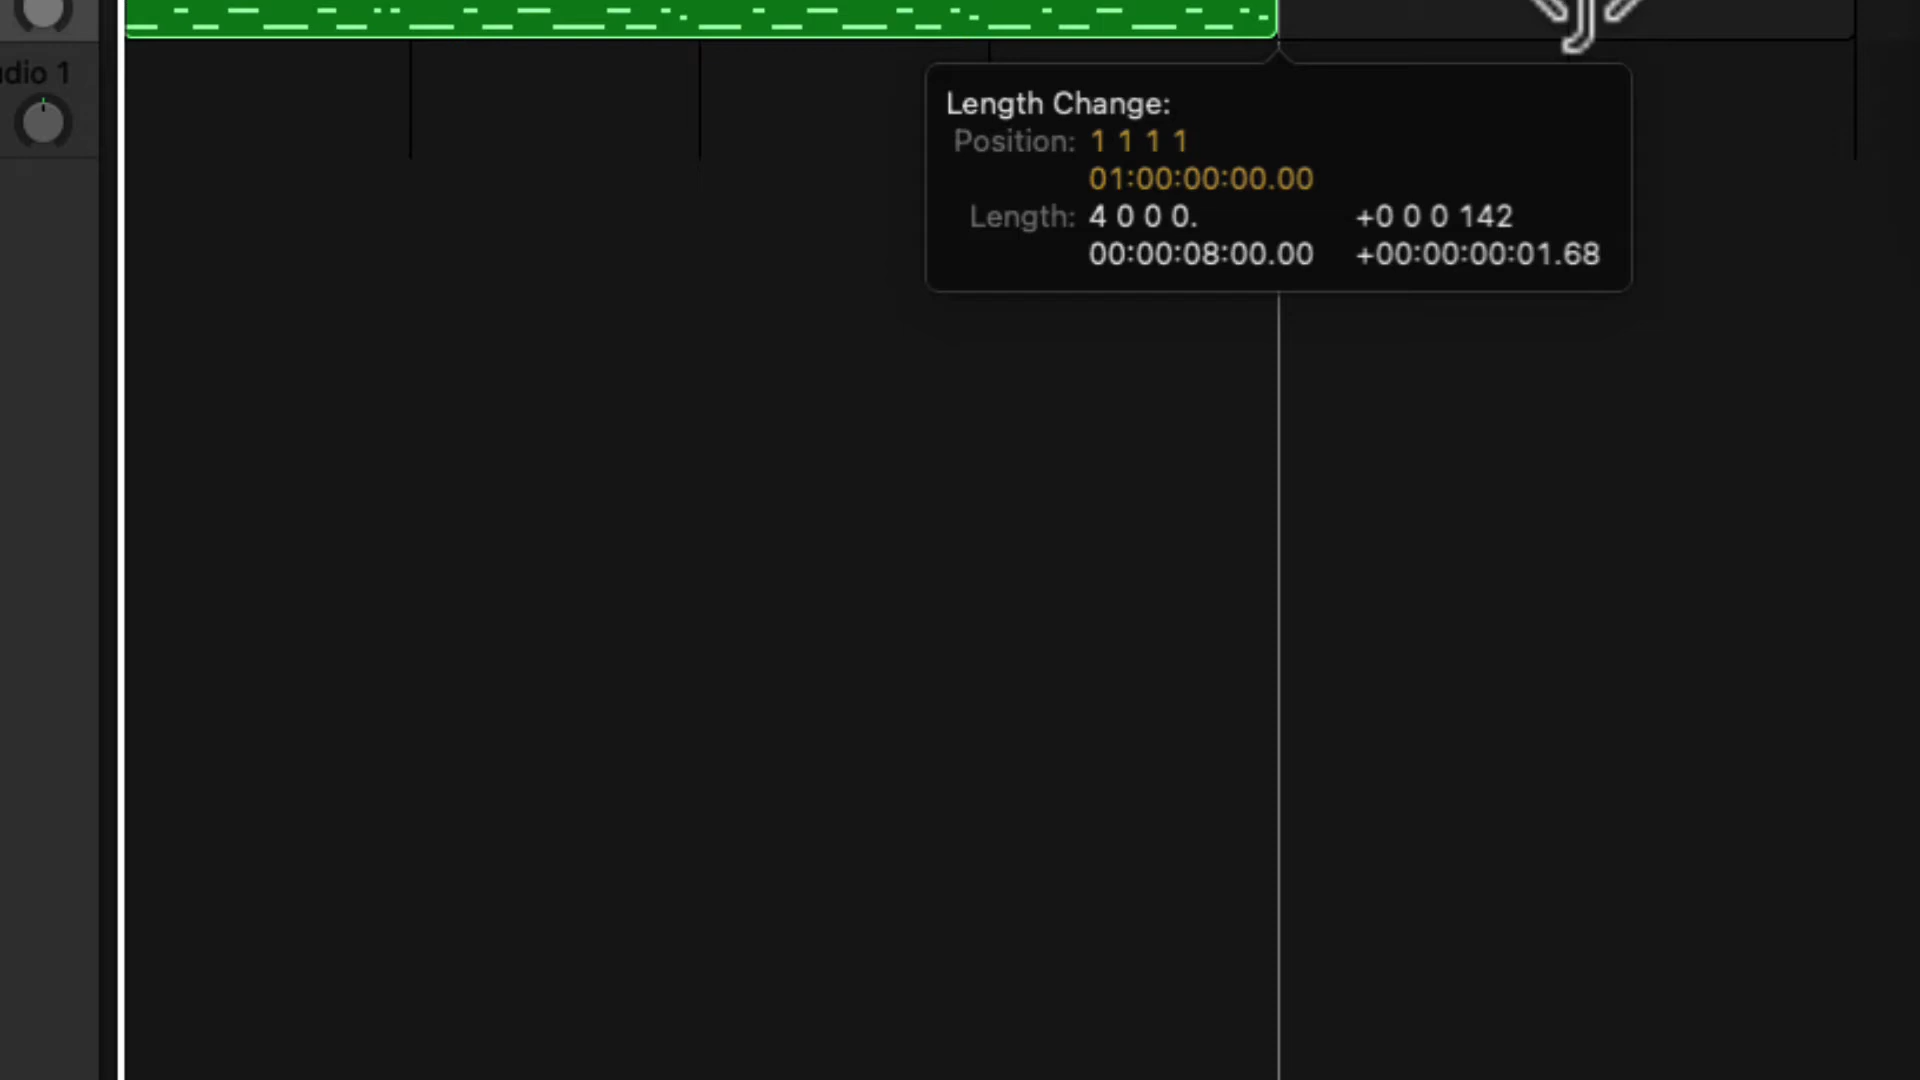 dio 1
Length Change:
Position: 1 1 1 1
01:00:00:00.00
Length: 4 0 0 0. +0 0 0 142
00:00:08:00.00 +00:00:00:01.68